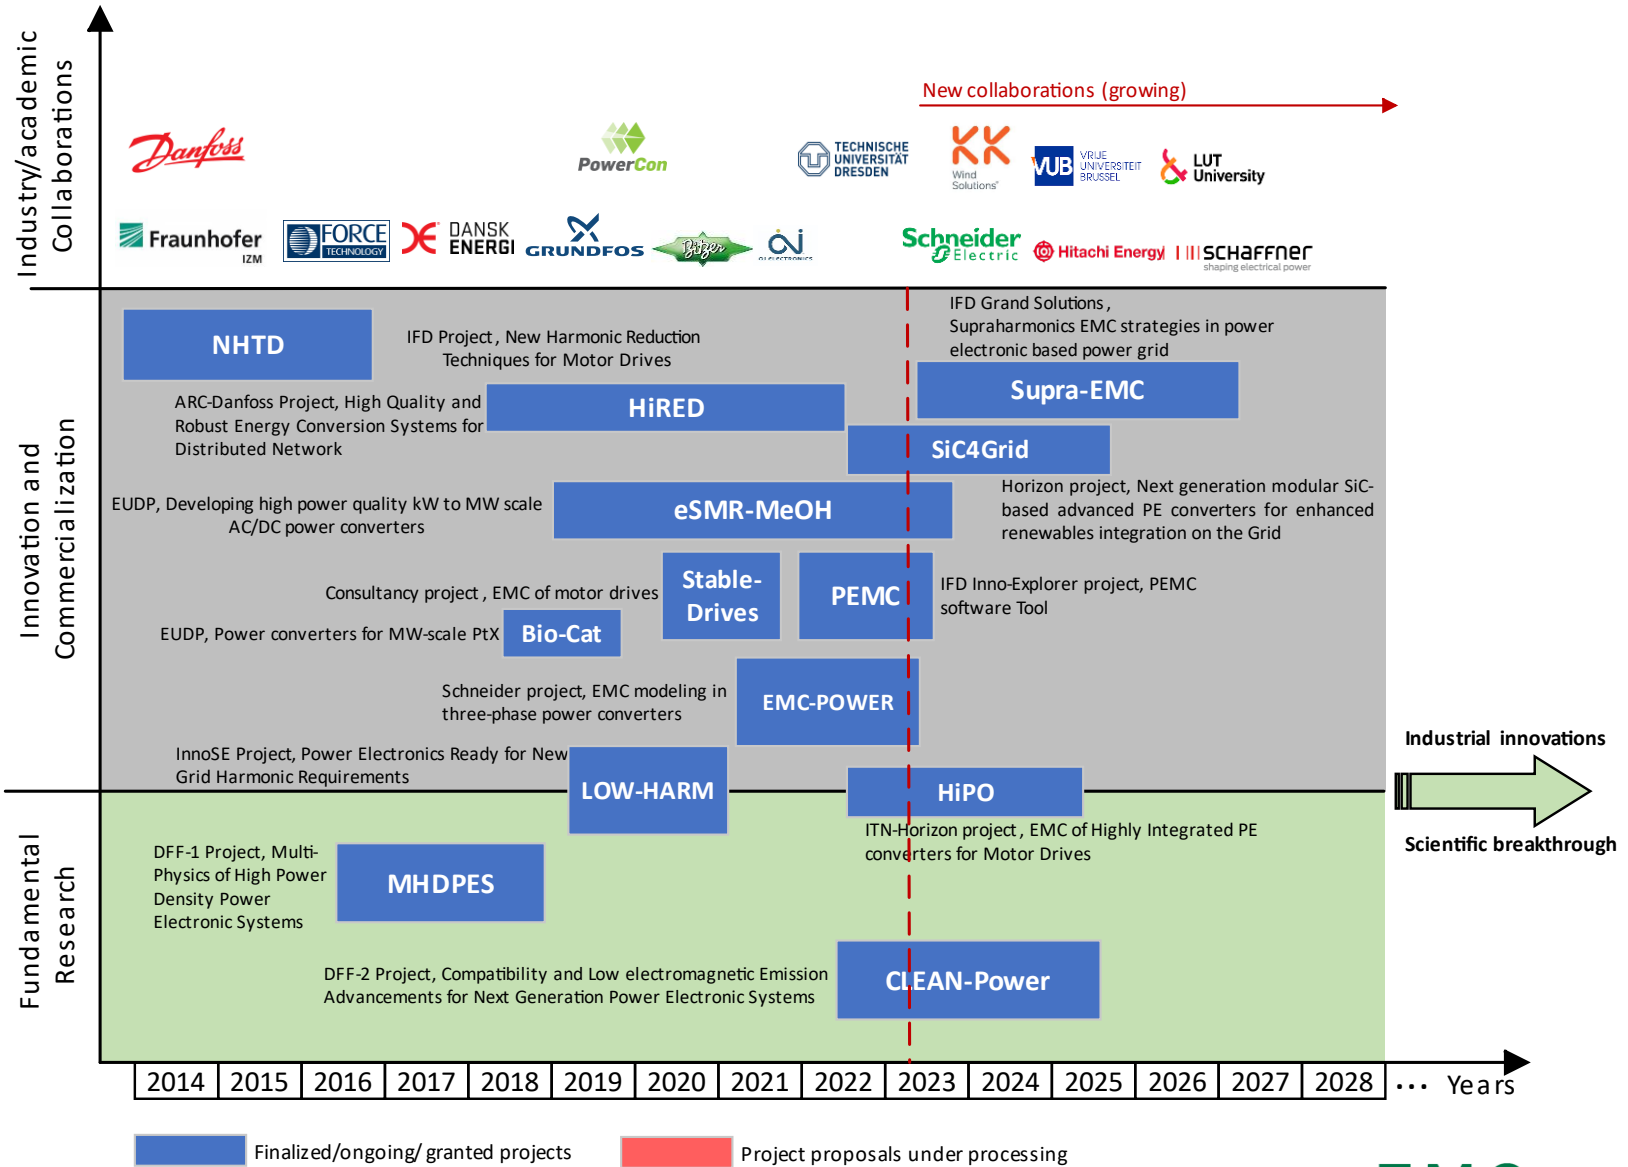 Industry/academic
Collaborations
New collaborations (growing)
Danfoss
PowerCon
TECHNISCHE
UNIVERSITÄT
DRESDEN
KK
Wind
Solutions
VUB
VRIJE
UNIVERSITEIT
BRUSSEL
LUT
University
Fraunhofer
IZM
FORCE
TECHNOLOGY
DANSK
ENERGI
GRUNDFOS
Bitzer
OJ ELECTRONICS
Schneider
Electric
Hitachi Energy
SCHAFFNER
shaping electrical power
Innovation and
Commercialization
NHTD
IFD Project, New Harmonic Reduction
Techniques for Motor Drives
IFD Grand Solutions,
Supraharmonics EMC strategies in power
electronic based power grid
Supra-EMC
ARC-Danfoss Project, High Quality and
Robust Energy Conversion Systems for
Distributed Network
HiRED
SiC4Grid
Horizon project, Next generation modular SiC-
based advanced PE converters for enhanced
renewables integration on the Grid
EUDP, Developing high power quality kW to MW scale
AC/DC power converters
eSMR-MeOH
Consultancy project, EMC of motor drives
Stable-
Drives
PEMC
IFD Inno-Explorer project, PEMC
software Tool
EUDP, Power converters for MW-scale PtX
Bio-Cat
Schneider project, EMC modeling in
three-phase power converters
EMC-POWER
InnoSE Project, Power Electronics Ready for New
Grid Harmonic Requirements
LOW-HARM
HiPO
ITN-Horizon project, EMC of Highly Integrated PE
converters for Motor Drives
Industrial innovations
Scientific breakthrough
Fundamental
Research
DFF-1 Project, Multi-
Physics of High Power
Density Power
Electronic Systems
MHDPES
DFF-2 Project, Compatibility and Low electromagnetic Emission
Advancements for Next Generation Power Electronic Systems
CLEAN-Power
2014 2015 2016 2017 2018 2019 2020 2021 2022 2023 2024 2025 2026 2027 2028 ... Years
Finalized/ongoing/granted projects
Project proposals under processing